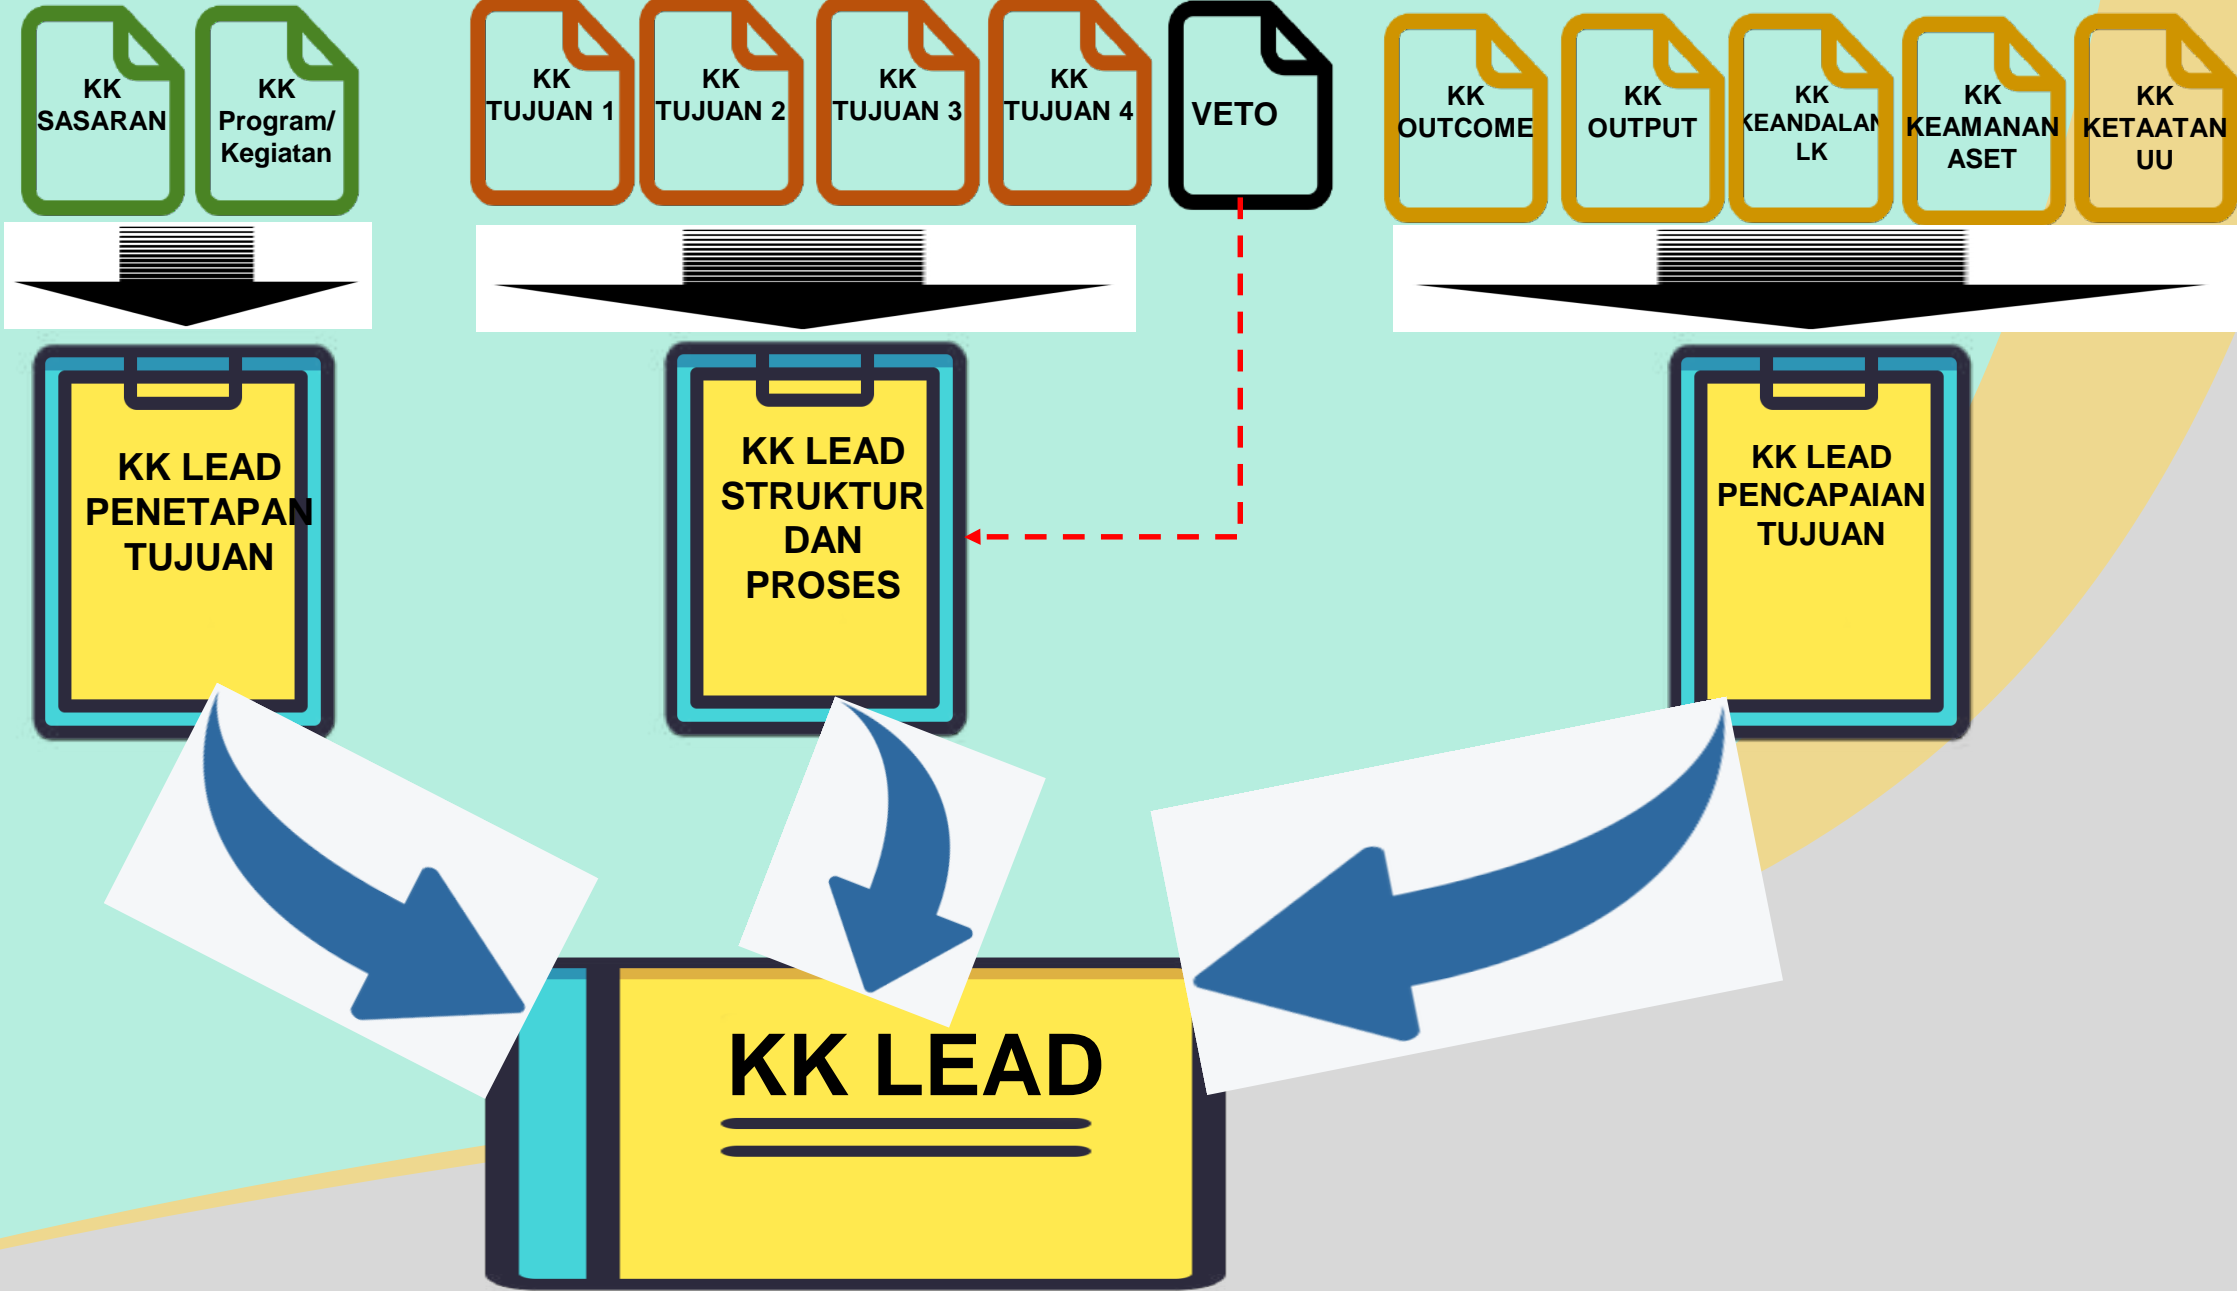 KK
SASARAN
KK
Program/
Kegiatan
KK
TUJUAN 1
KK
TUJUAN 2
KK
TUJUAN 3
KK
TUJUAN 4
VETO
KK
OUTCOME
KK
OUTPUT
KK
KEANDALAN
LK
KK
KEAMANAN
ASET
KK
KETAATAN
UU
KK LEAD
PENETAPAN
TUJUAN
KK LEAD
STRUKTUR
DAN
PROSES
KK LEAD
PENCAPAIAN
TUJUAN
KK LEAD